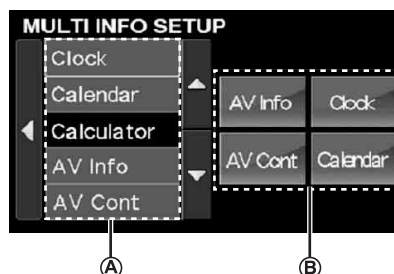 MULTI INFO SETUP
Clock
Calendar
Calculator
AV Info
AV Cont
AV Info Clock
AV Cont Calendar
A B